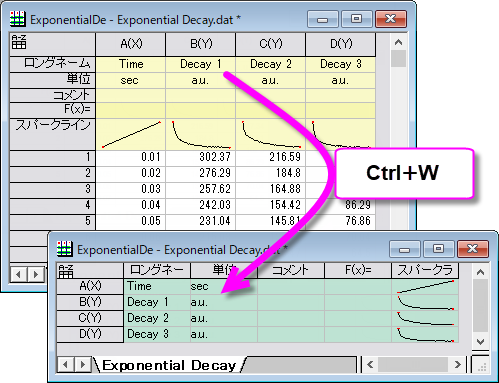 ExponentialDe - Exponential Decay.dat *
A(X) B(Y) C(Y) D(Y)
ロングネーム Time Decay 1 Decay 2 Decay 3
単位 sec a.u. a.u. a.u.
コメント
F(x)=
スパークライン
1 0.01 302.37 216.59
2 0.02 276.29 184.8
3 0.03 257.62 164.88
4 0.04 242.03 154.42 86.29
5 0.05 231.04 145.81 76.86
Ctrl+W
ExponentialDe - Exponential Decay.dat *
ロングネー 単位 コメント F(x)= スパークラ
A(X) Time sec
B(Y) Decay 1 a.u.
C(Y) Decay 2 a.u.
D(Y) Decay 3 a.u.
Exponential Decay